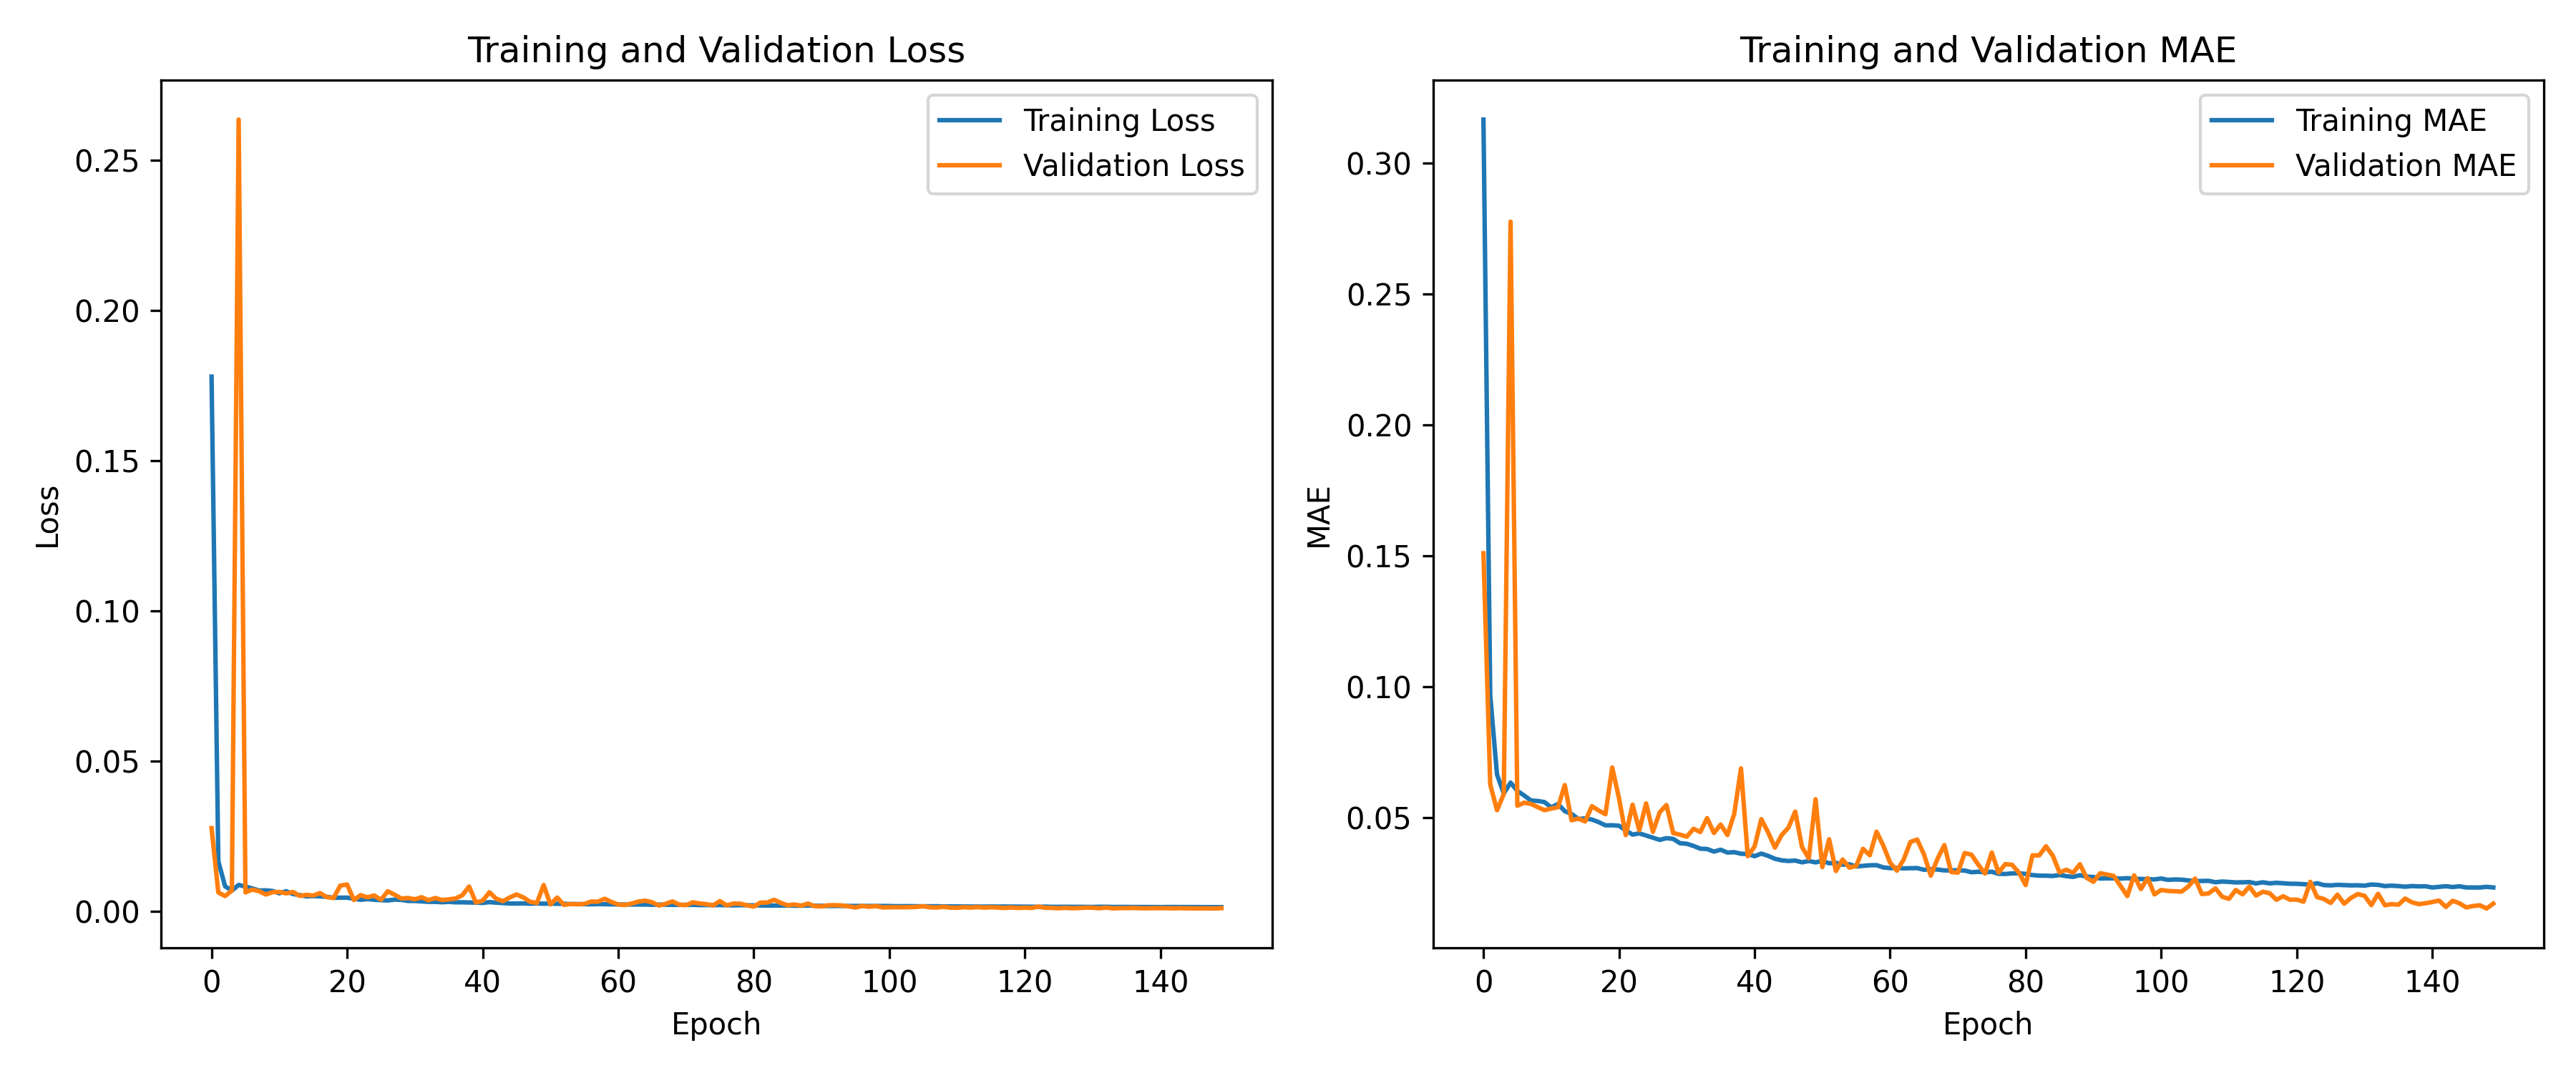 Training and Validation Loss
Training Loss
Validation Loss
0.25
0.20
0.15
0.10
0.05
0.00
Loss
0 20 40 60 80 100 120 140
Epoch
Training and Validation MAE
Training MAE
Validation MAE
0.30
0.25
0.20
0.15
0.10
0.05
MAE
0 20 40 60 80 100 120 140
Epoch